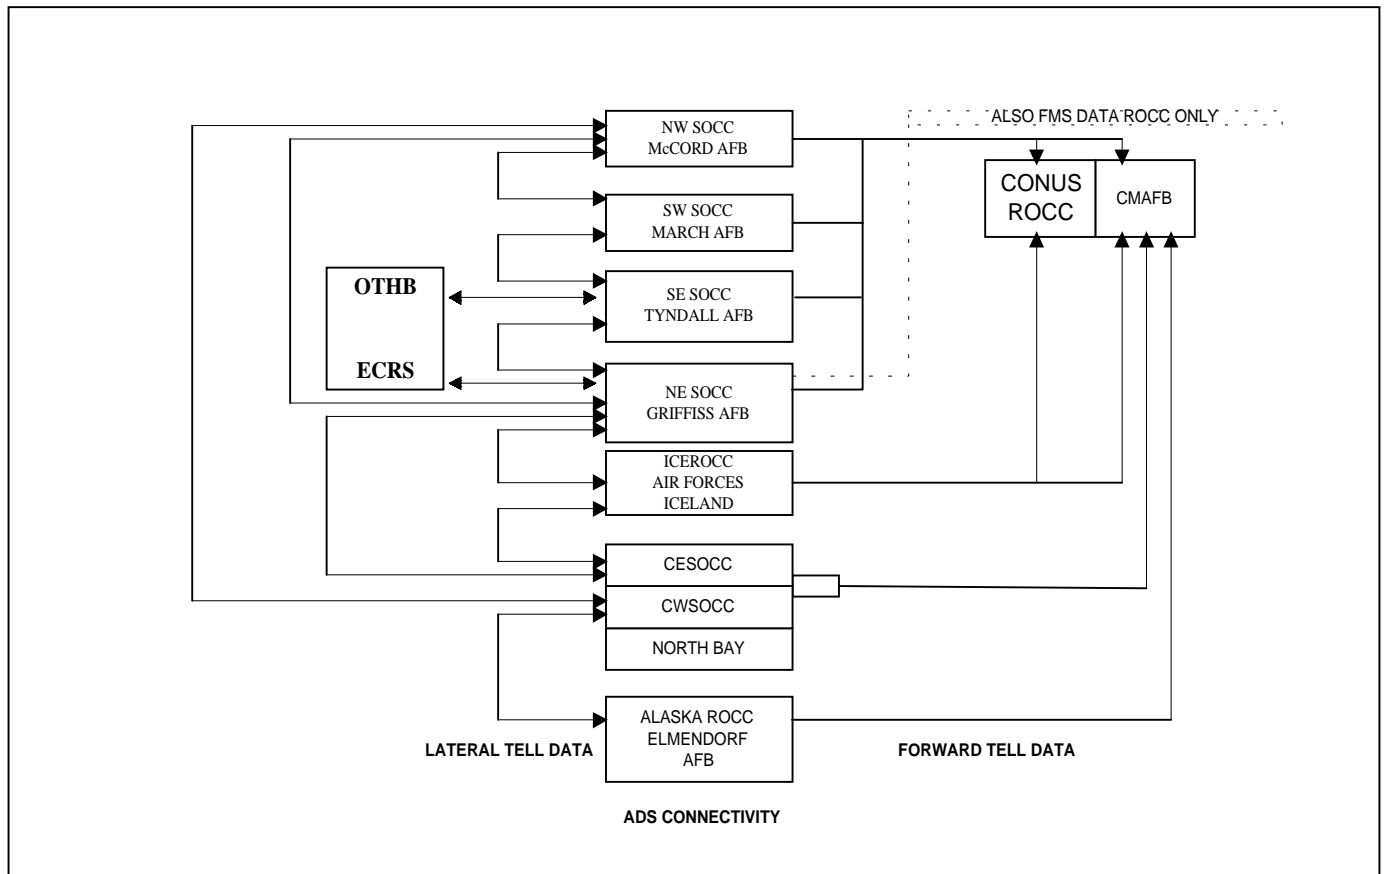 ALSO FMS DATA ROCC ONLY
NW SOCC
McCORD AFB
CONUS
ROCC
CMAFB
SW SOCC
MARCH AFB
OTHB
ECRS
SE SOCC
TYNDALL AFB
NE SOCC
GRIFFISS AFB
ICEROCC
AIR FORCES
ICELAND
CESOCC
CWSOCC
NORTH BAY
ALASKA ROCC
ELMENDORF
AFB
LATERAL TELL DATA
FORWARD TELL DATA
ADS CONNECTIVITY